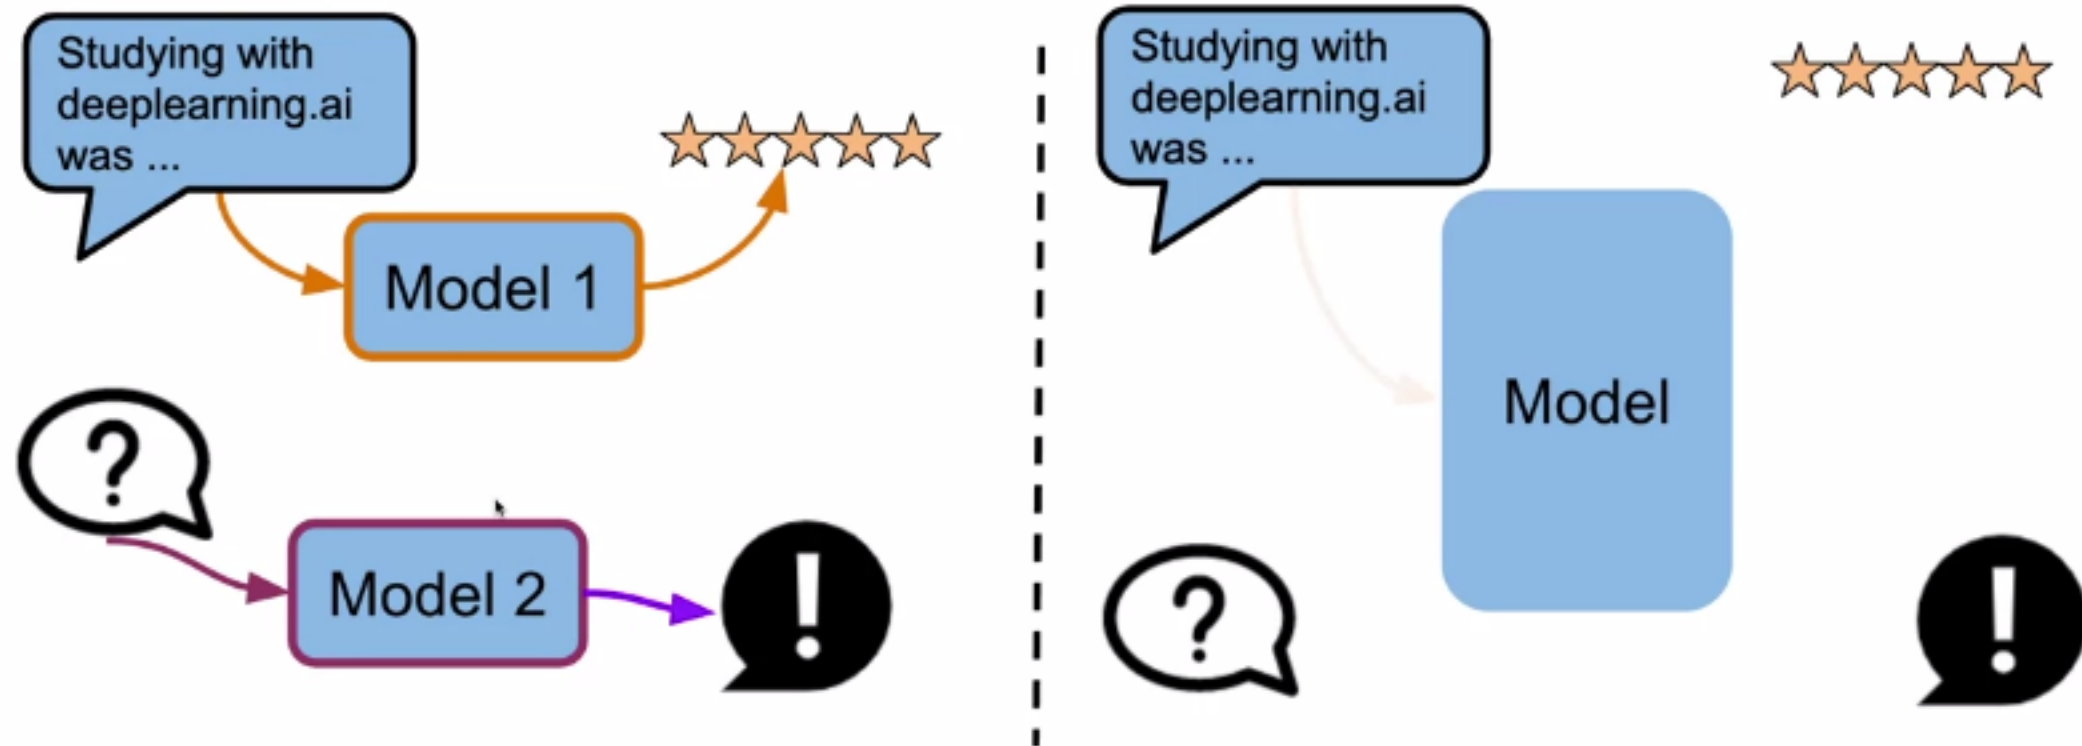 Studying with
deeplearning.ai
was ...
Model 1
?
Model 2
!
Studying with
deeplearning.ai
was ...
Model
?
!